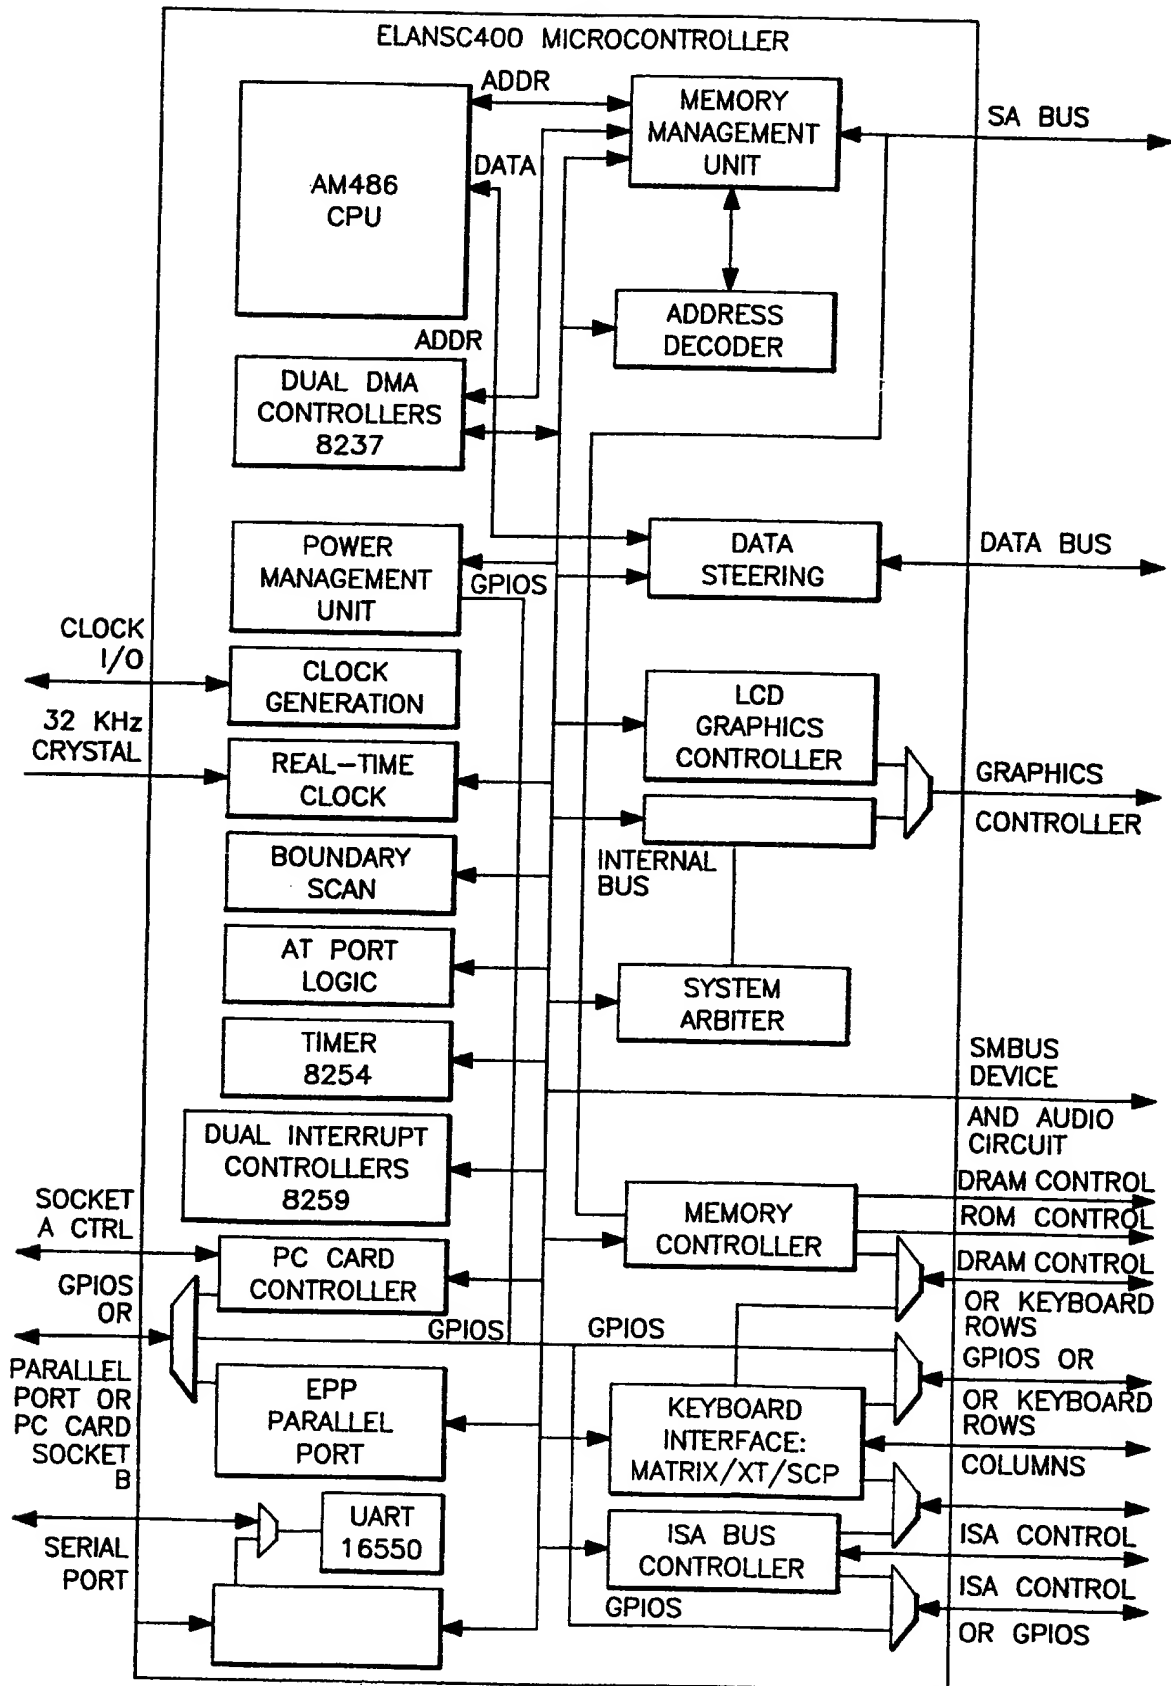 ELANSC400 MICROCONTROLLER
ADDR
MEMORY
MANAGEMENT
UNIT
SA BUS
DATA
AM486
CPU
ADDRESS
DECODER
ADDR
DUAL DMA
CONTROLLERS
8237
POWER
MANAGEMENT
UNIT
GPIOS
DATA
STEERING
DATA BUS
CLOCK
I/O
CLOCK
GENERATION
LCD
GRAPHICS
CONTROLLER
32 KHz
CRYSTAL
REAL-TIME
CLOCK
GRAPHICS
CONTROLLER
INTERNAL
BUS
BOUNDARY
SCAN
AT PORT
LOGIC
SYSTEM
ARBITER
TIMER
8254
SMBUS
DEVICE
AND AUDIO
CIRCUIT
DUAL INTERRUPT
CONTROLLERS
8259
SOCKET
A CTRL
MEMORY
CONTROLLER
DRAM CONTROL
ROM CONTROL
DRAM CONTROL
OR KEYBOARD
ROWS
PC CARD
CONTROLLER
GPIOS
OR
GPIOS
GPIOS
GPIOS OR
OR KEYBOARD
ROWS
PARALLEL
PORT OR
PC CARD
SOCKET
B
EPP
PARALLEL
PORT
KEYBOARD
INTERFACE:
MATRIX/XT/SCP
COLUMNS
SERIAL
PORT
UART
16550
ISA BUS
CONTROLLER
ISA CONTROL
GPIOS
ISA CONTROL
OR GPIOS